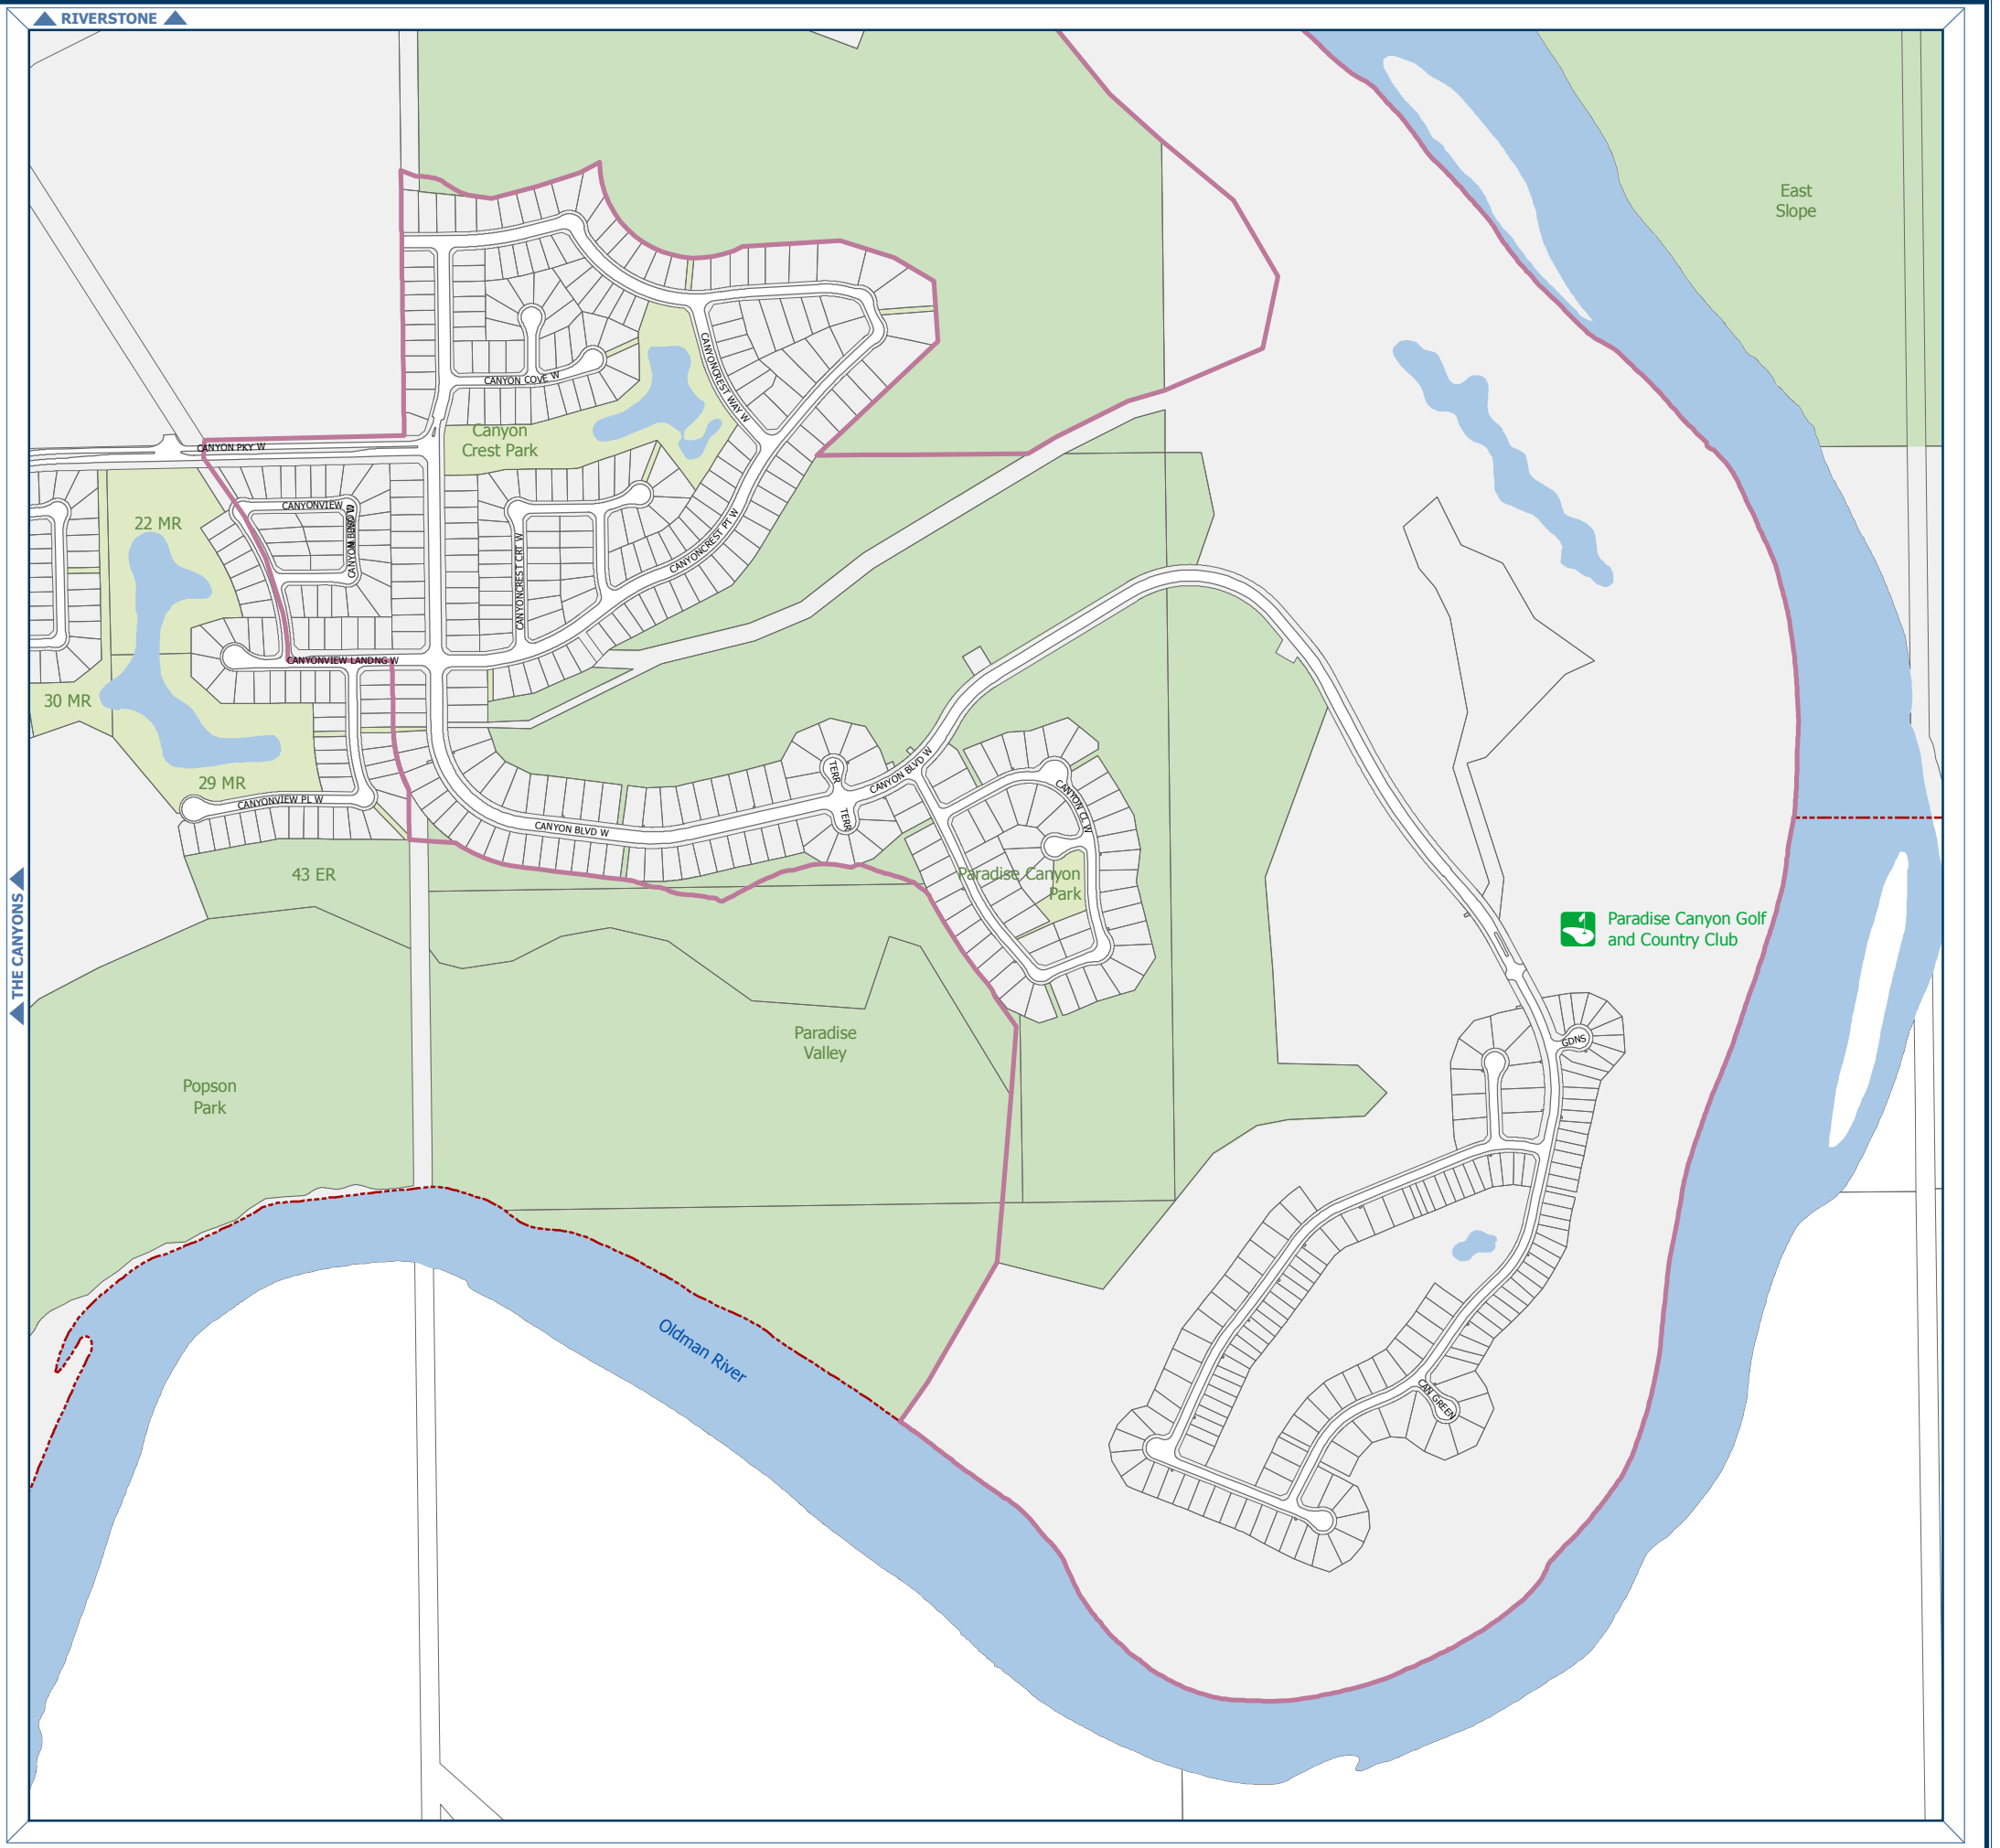 RIVERSTONE
East
Slope
CANYONCREST WAY W
CANYON COVE W
Canyon
Crest Park
CANYON PKY W
CANYONVIEW
22 MR
CANYONCREST PT W
CANYONCREST CRT W
CANYONVIEW LANDNG W
30 MR
29 MR
CANYONVIEW PL W
TERR
CANYON BLVD W
TERR
CANYON CL W
CANYON BLVD W
43 ER
Paradise Canyon
Park
THE CANYONS
Paradise Canyon Golf
and Country Club
Paradise
Valley
GDNS
Popson
Park
Oldman River
CAN GREEN